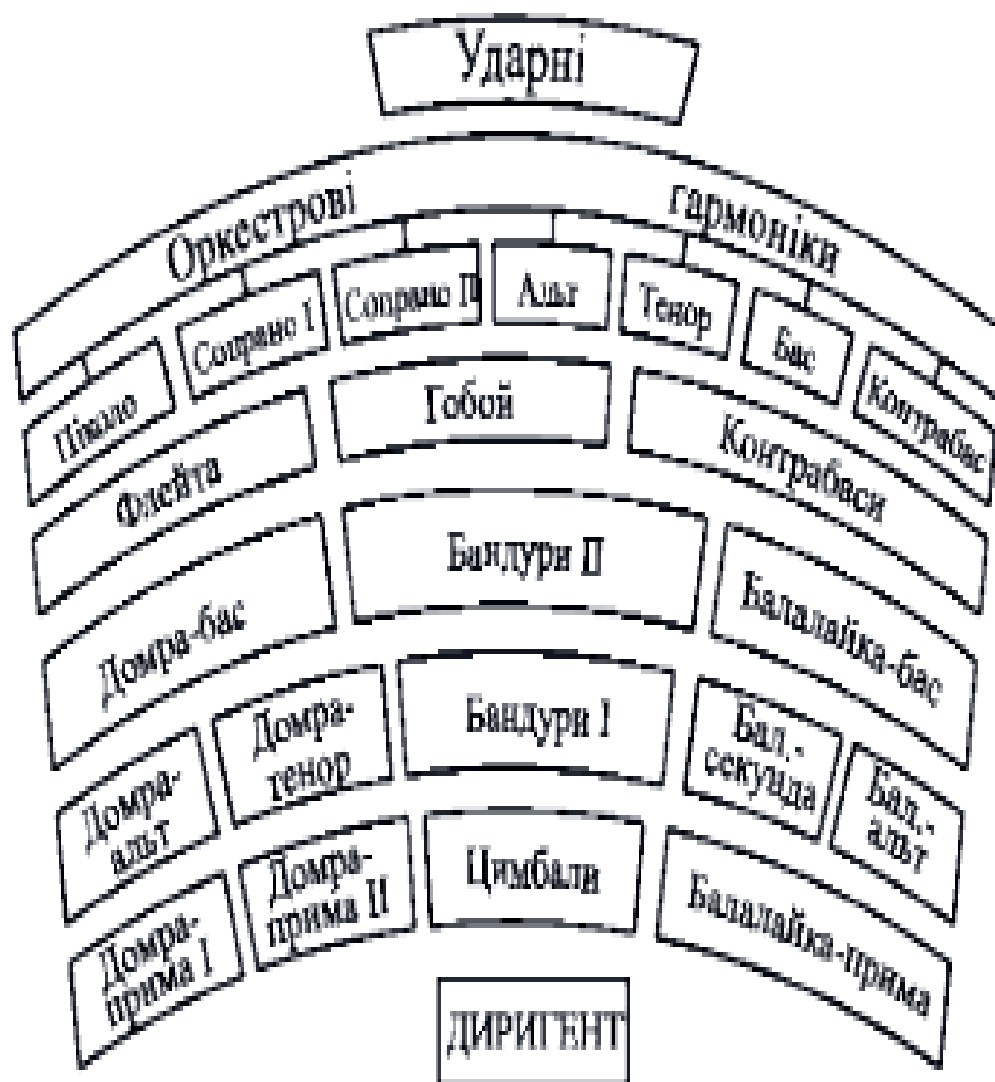 Ударні
Оркестрові гармоніки
Піколо
Сопрано I
Сопрано II
Альт
Тенор
Бас
Контрабас
Флейта
Гобой
Контрабаси
Домра-бас
Бандури II
Балалайка-бас
Домра-
альт
Домра-
тенор
Бандури I
Бал.-
секунда
Бал.-
альт
Домра-
прима I
Домра-
прима II
Цимбали
Балалайка-прима
ДИРИГЕНТ